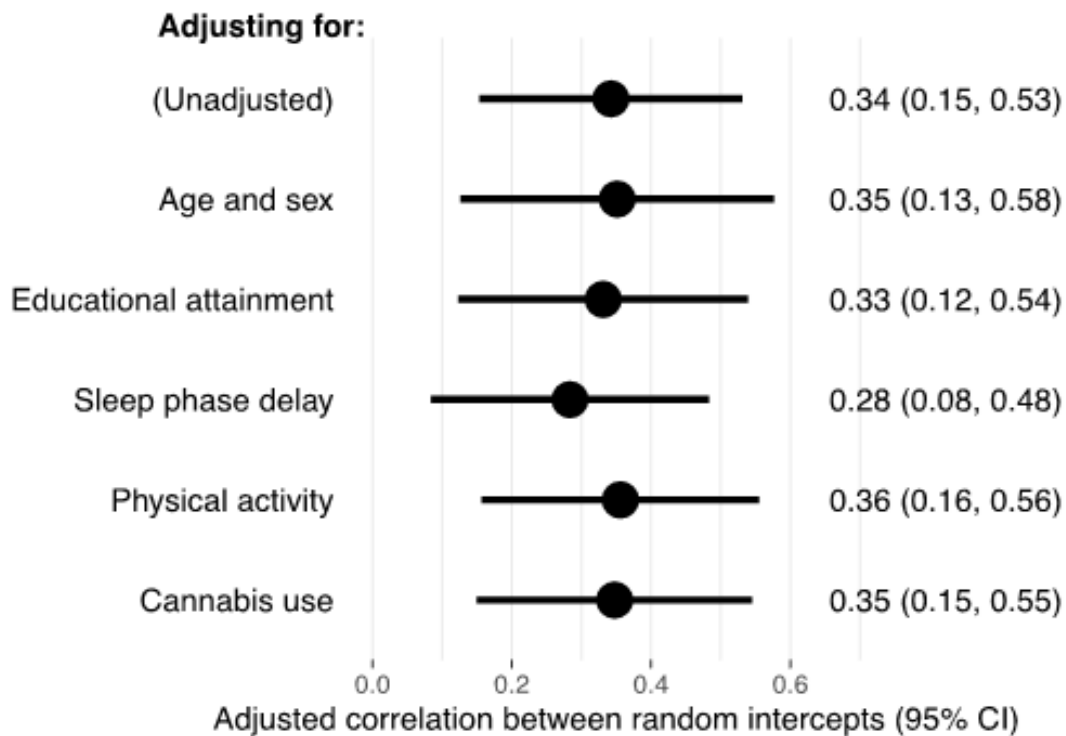 Adjusting for:
(Unadjusted) 0.34 (0.15, 0.53)
Age and sex 0.35 (0.13, 0.58)
Educational attainment 0.33 (0.12, 0.54)
Sleep phase delay 0.28 (0.08, 0.48)
Physical activity 0.36 (0.16, 0.56)
Cannabis use 0.35 (0.15, 0.55)
0.0 0.2 0.4 0.6
Adjusted correlation between random intercepts (95% CI)